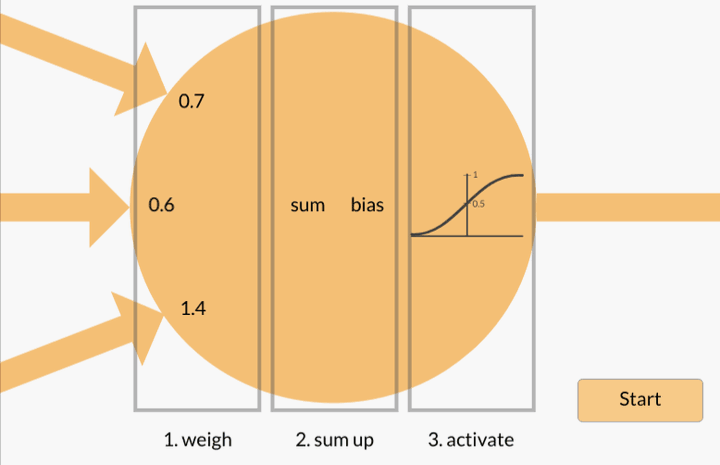 0.7
0.6
1.4
sum bias
1
0.5
Start
1. weigh
2. sum up
3. activate